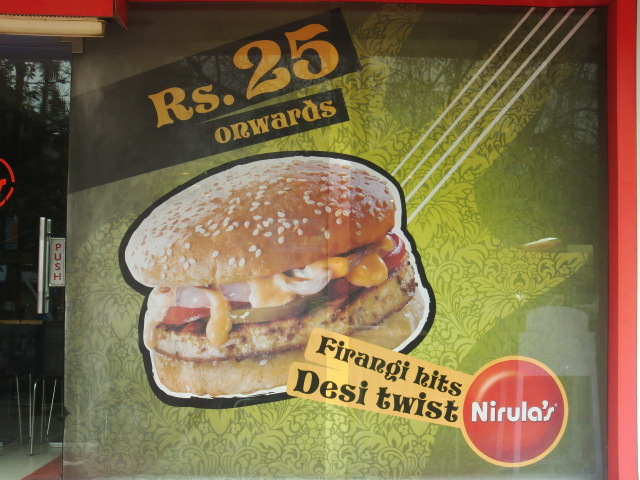 Rs. 25
onwards
PUSH
Firangi hits
Desi twist
Nirula's